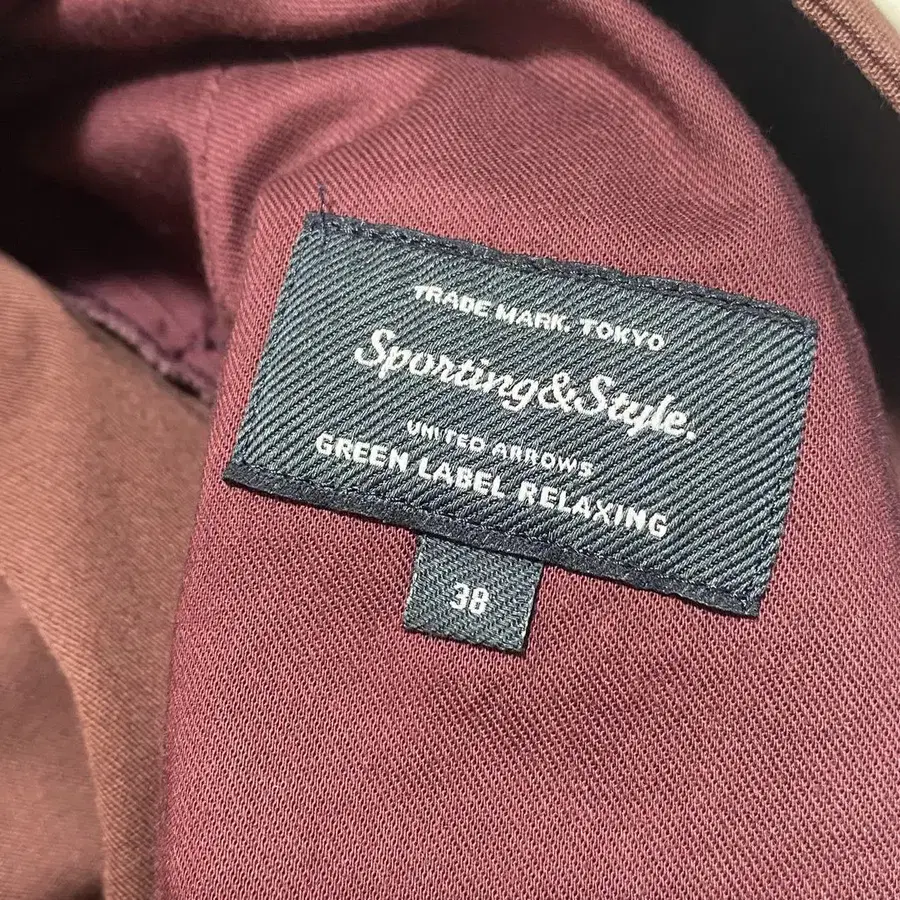 TRADE MARK. TOKYO
Sporting&Style.
UNITED ARROWS
GREEN LABEL RELAXING
38